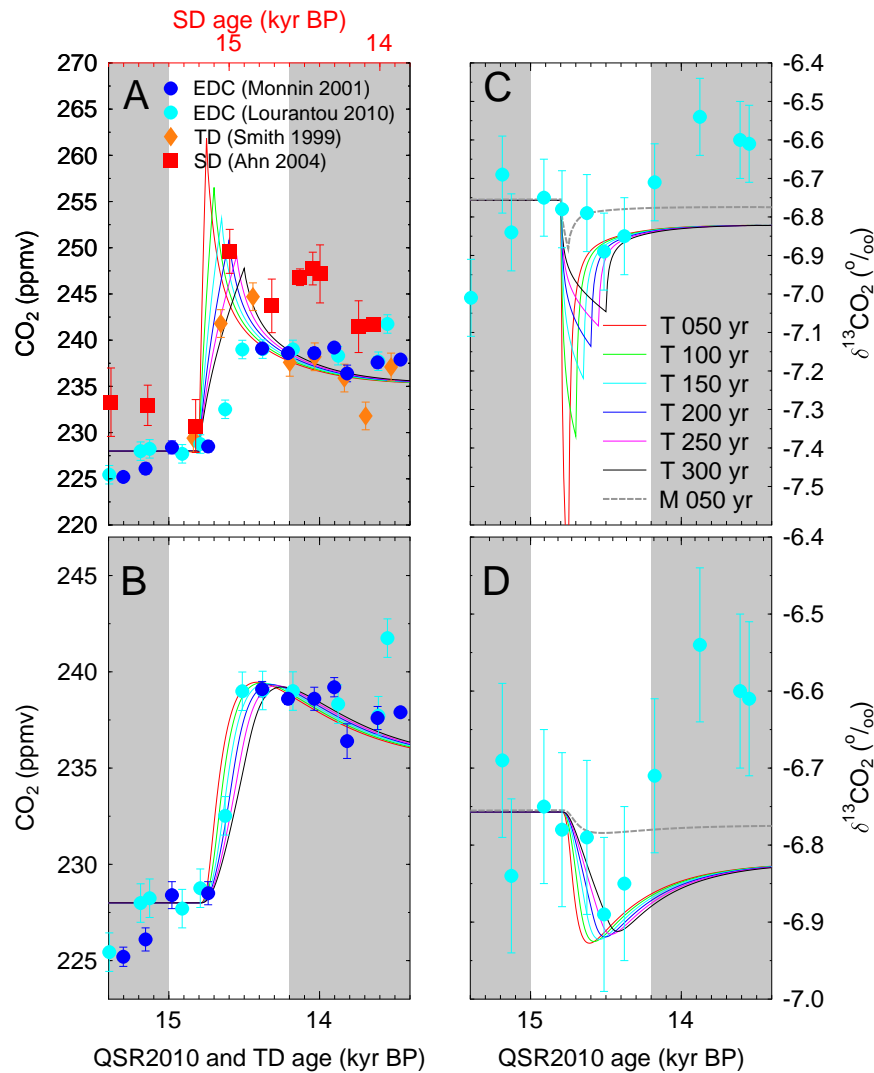 SD age (kyr BP)
15 14
A
EDC (Monnin 2001)
EDC (Lourantou 2010)
TD (Smith 1999)
SD (Ahn 2004)
270
265
260
255
250
245
240
235
230
225
220
CO2 (ppmv)
C
T 050 yr
T 100 yr
T 150 yr
T 200 yr
T 250 yr
T 300 yr
M 050 yr
-6.4
-6.5
-6.6
-6.7
-6.8
-6.9
-7.0
-7.1
-7.2
-7.3
-7.4
-7.5
δ13CO2 (o/oo)
B
245
240
235
230
225
CO2 (ppmv)
15 14
QSR2010 and TD age (kyr BP)
D
-6.4
-6.5
-6.6
-6.7
-6.8
-6.9
-7.0
δ13CO2 (o/oo)
15 14
QSR2010 age (kyr BP)